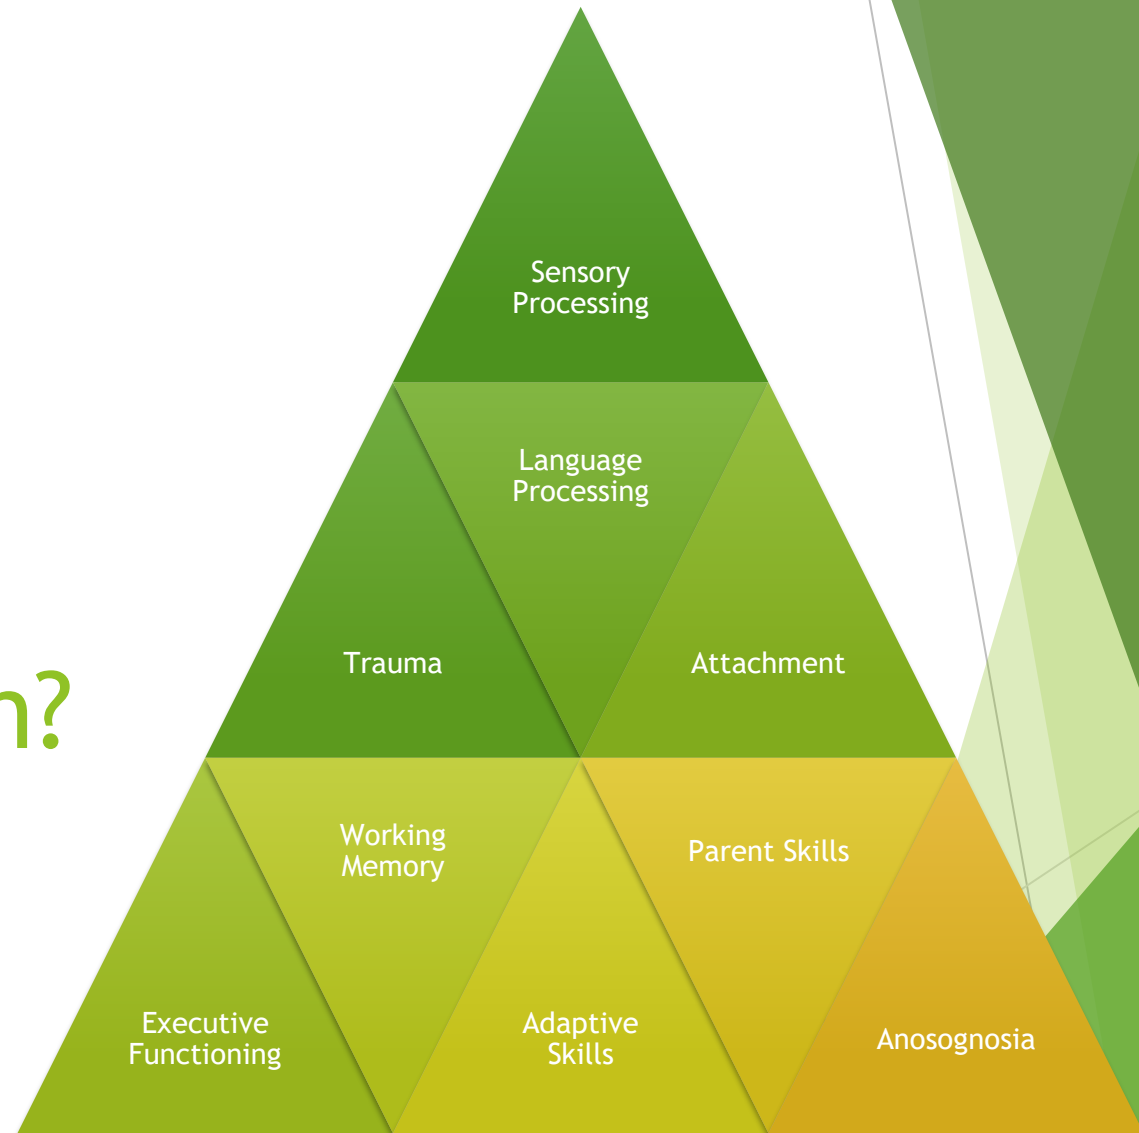 Sensory
Processing
Language
Processing
Trauma
Attachment
n?
Working
Memory
Parent Skills
Executive
Functioning
Adaptive
Skills
Anosognosia